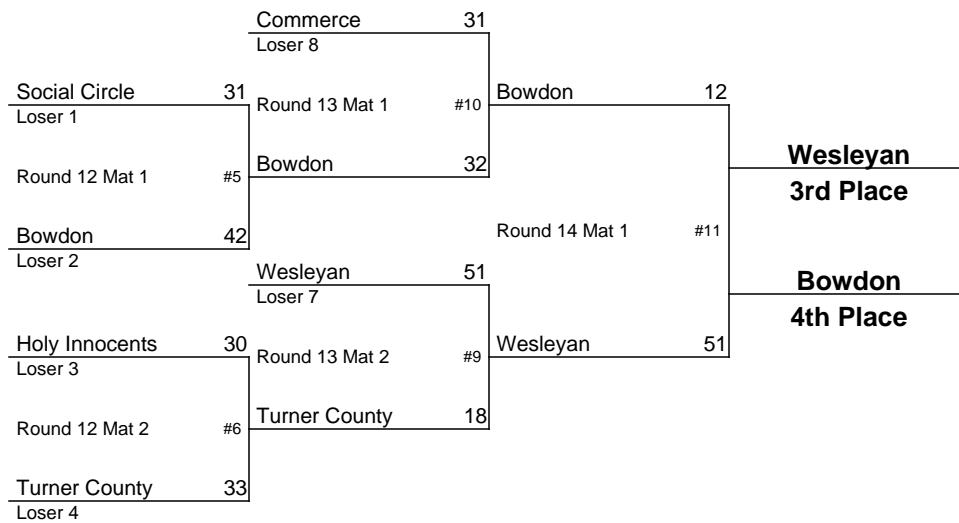 Commerce 31
Loser 8
Social Circle 31
Loser 1
Round 13 Mat 1 #10
Bowdon 12
Wesleyan
3rd Place
Round 12 Mat 1 #5
Bowdon 32
Bowdon 42
Loser 2
Round 14 Mat 1 #11
Wesleyan 51
Loser 7
Bowdon
4th Place
Holy Innocents 30
Loser 3
Round 13 Mat 2 #9
Wesleyan 51
Turner County 18
Round 12 Mat 2 #6
Turner County 33
Loser 4